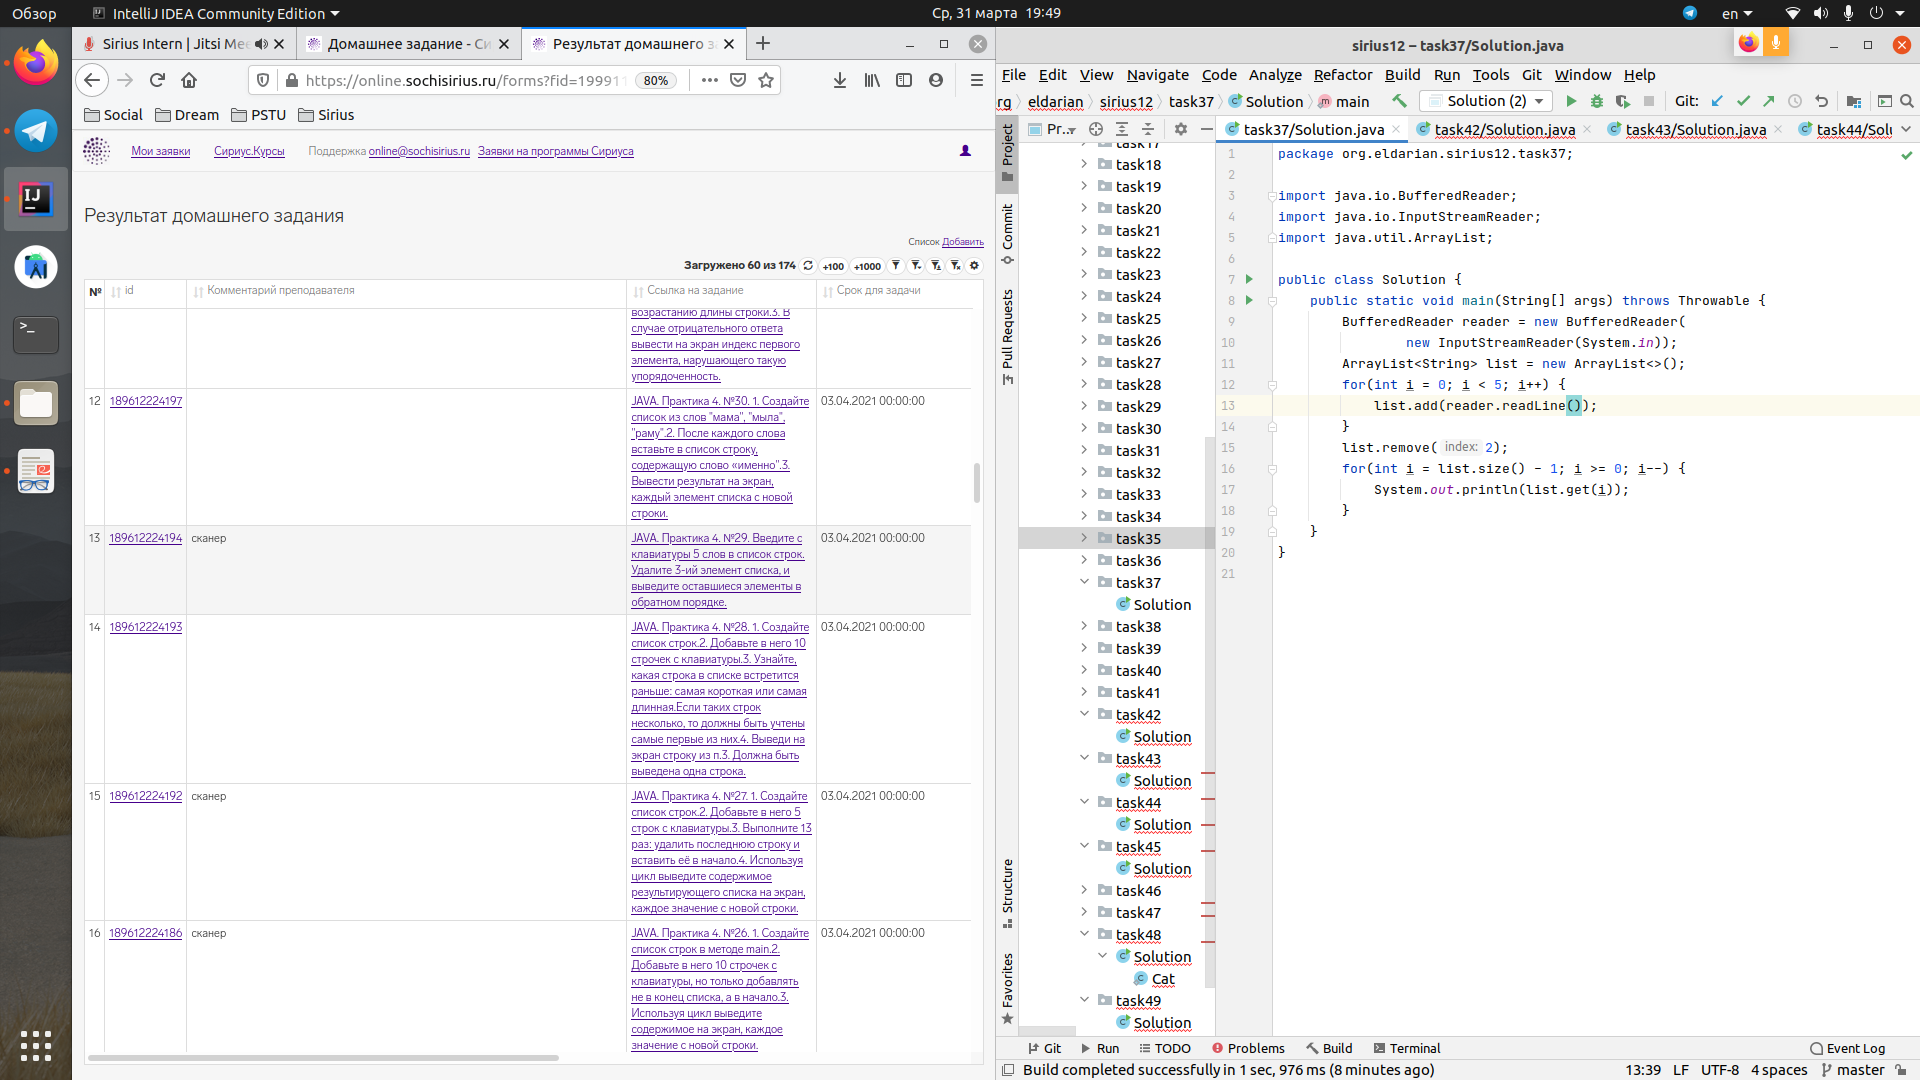 Обзор
IntelliJ IDEA Community Edition
Ср, 31 марта 19:49
en
Sirius Intern | Jitsi Mee
Домашнее задание - Си
Результат домашнего за
https://online.sochisirius.ru/forms?fid=19991
80%
Social
Dream
PSTU
Sirius
Мои заявки
Сириус.Курсы
Поддержка online@sochisirius.ru
Заявки на программы Сириуса
Результат домашнего задания
Список Добавить
Загружено 60 из 174
+100
+1000
№
id
Комментарий преподавателя
Ссылка на задание
Срок для задачи
возрастанию длины строки.3. В
случае отрицательного ответа
вывести на экран индекс первого
элемента, нарушающего такую
упорядоченность.
12
189612224197
JAVA. Практика 4. №30. 1. Создайте
список из слов "мама", "мыла",
"раму".2. После каждого слова
вставьте в список строку,
содержащую слово «именно".3.
Вывести результат на экран,
каждый элемент списка с новой
строки.
03.04.2021 00:00:00
13
189612224194
сканер
JAVA. Практика 4. №29. Введите с
клавиатуры 5 слов в список строк.
Удалите 3-ий элемент списка, и
выведите оставшиеся элементы в
обратном порядке.
03.04.2021 00:00:00
14
189612224193
JAVA. Практика 4. №28. 1. Создайте
список строк.2. Добавьте в него 10
строчек с клавиатуры.3. Узнайте,
какая строка в списке встретится
раньше: самая короткая или самая
длинная.Если таких строк
несколько, то должны быть учтены
самые первые из них.4. Выведи на
экран строку из п.3. Должна быть
выведена одна строка.
03.04.2021 00:00:00
15
189612224192
сканер
JAVA. Практика 4. №27. 1. Создайте
список строк.2. Добавьте в него 5
строк с клавиатуры.3. Выполните 13
раз: удалить последнюю строку и
вставить её в начало.4. Используя
цикл выведите содержимое
результирующего списка на экран,
каждое значение с новой строки.
03.04.2021 00:00:00
16
189612224186
сканер
JAVA. Практика 4. №26. 1. Создайте
список строк в методе main.2.
Добавьте в него 10 строчек с
клавиатуры, но только добавлять
не в конец списка, а в начало.3.
Используя цикл выведите
содержимое на экран, каждое
значение с новой строки.
03.04.2021 00:00:00
sirius12 – task37/Solution.java
File Edit View Navigate Code Analyze Refactor Build Run Tools Git Window Help
rg
eldarian
sirius12
task37
Solution
main
Solution (2)
Git:
Project
Commit
Pull Requests
Structure
Favorites
Pr..
task37/Solution.java
task42/Solution.java
task43/Solution.java
task44/Solu
task17
task18
task19
task20
task21
task22
task23
task24
task25
task26
task27
task28
task29
task30
task31
task32
task33
task34
task35
task36
task37
Solution
task38
task39
task40
task41
task42
Solution
task43
Solution
task44
Solution
task45
Solution
task46
task47
task48
Solution
Cat
task49
Solution
1 package org.eldarian.sirius12.task37;
2
3 import java.io.BufferedReader;
4 import java.io.InputStreamReader;
5 import java.util.ArrayList;
6
7 public class Solution {
8 public static void main(String[] args) throws Throwable {
9 BufferedReader reader = new BufferedReader(
10 new InputStreamReader(System.in));
11 ArrayList<String> list = new ArrayList<>();
12 for(int i = 0; i < 5; i++) {
13 list.add(reader.readLine());
14 }
15 list.remove( index: 2);
16 for(int i = list.size() - 1; i >= 0; i--) {
17 System.out.println(list.get(i));
18 }
19 }
20 }
21
Git
Run
TODO
Problems
Build
Terminal
Event Log
Build completed successfully in 1 sec, 976 ms (8 minutes ago)
13:39 LF UTF-8 4 spaces master